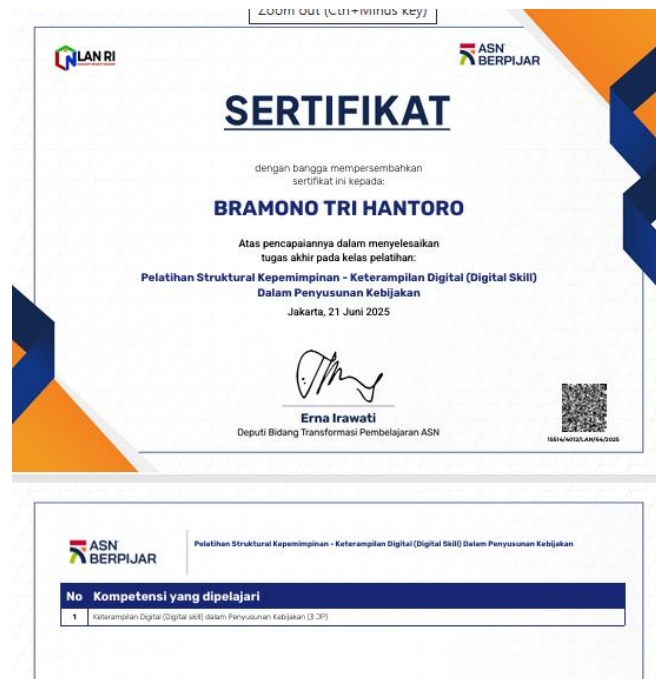 Zoom out (Ctrl+Minus key)
LAN RI
ASN
BERPIJAR
SERTIFIKAT
dengan bangga mempersembahkan
sertifikat ini kepada:
BRAMONO TRI HANTORO
Atas pencapaiannya dalam menyelesaikan
tugas akhir pada kelas pelatihan:
Pelatihan Struktural Kepemimpinan - Keterampilan Digital (Digital Skill)
Dalam Penyusunan Kebijakan
Jakarta, 21 Juni 2025
Erna Irawati
Deputi Bidang Transformasi Pembelajaran ASN
ASN
BERPIJAR
Pelatihan Struktural Kepemimpinan - Keterampilan Digital (Digital Skill) Dalam Penyusunan Kebijakan
No Kompetensi yang dipelajari
1 Keterampilan Digital (Digital skill) dalam Penyusunan Kebijakan (3 JP)